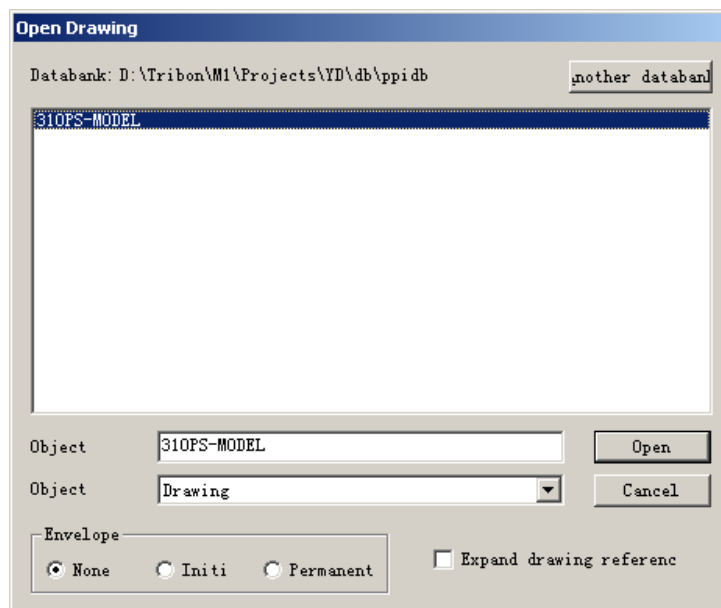 Open Drawing
Databank: D:\Tribon\M1\Projects\YD\db\ppidb
nother databan
310PS-MODEL
Object 310PS-MODEL Open
Object Drawing Cancel
Envelope
None Initi Permanent
Expand drawing referenc